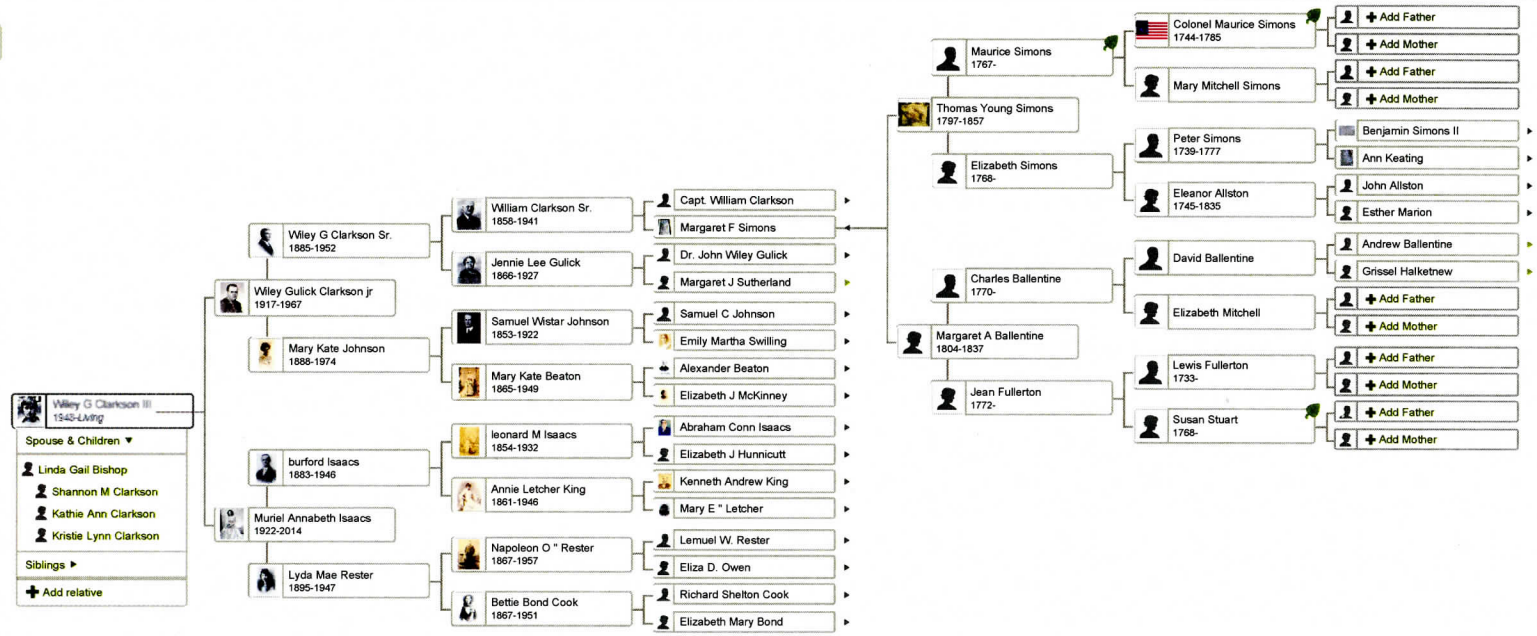 Wiley G Clarkson III
1943-Living
Spouse & Children ▼
Linda Gail Bishop
Shannon M Clarkson
Kathie Ann Clarkson
Kristie Lynn Clarkson
Siblings ▶
+ Add relative
Wiley Gulick Clarkson jr
1917-1967
Muriel Annabeth Isaacs
1922-2014
Wiley G Clarkson Sr.
1885-1952
Mary Kate Johnson
1888-1974
burford Isaacs
1883-1946
Lyda Mae Rester
1895-1947
William Clarkson Sr.
1858-1941
Jennie Lee Gulick
1866-1927
Samuel Wistar Johnson
1853-1922
Mary Kate Beaton
1865-1949
leonard M Isaacs
1854-1932
Annie Letcher King
1861-1946
Napoleon O " Rester
1867-1957
Bettie Bond Cook
1867-1951
Capt. William Clarkson
Margaret F Simons
Dr. John Wiley Gulick
Margaret J Sutherland
Samuel C Johnson
Emily Martha Swilling
Alexander Beaton
Elizabeth J McKinney
Abraham Conn Isaacs
Elizabeth J Hunnicutt
Kenneth Andrew King
Mary E " Letcher
Lemuel W. Rester
Eliza D. Owen
Richard Shelton Cook
Elizabeth Mary Bond
Thomas Young Simons
1797-1857
Margaret A Ballentine
1804-1837
Maurice Simons
1767-
Elizabeth Simons
1768-
Charles Ballentine
1770-
Jean Fullerton
1772-
Colonel Maurice Simons
1744-1785
Mary Mitchell Simons
Peter Simons
1739-1777
Eleanor Allston
1745-1835
David Ballentine
Elizabeth Mitchell
Lewis Fullerton
1733-
Susan Stuart
1768-
+ Add Father
+ Add Mother
+ Add Father
+ Add Mother
Benjamin Simons II
Ann Keating
John Allston
Esther Marion
Andrew Ballentine
Grissel Halketnew
+ Add Father
+ Add Mother
+ Add Father
+ Add Mother
+ Add Father
+ Add Mother